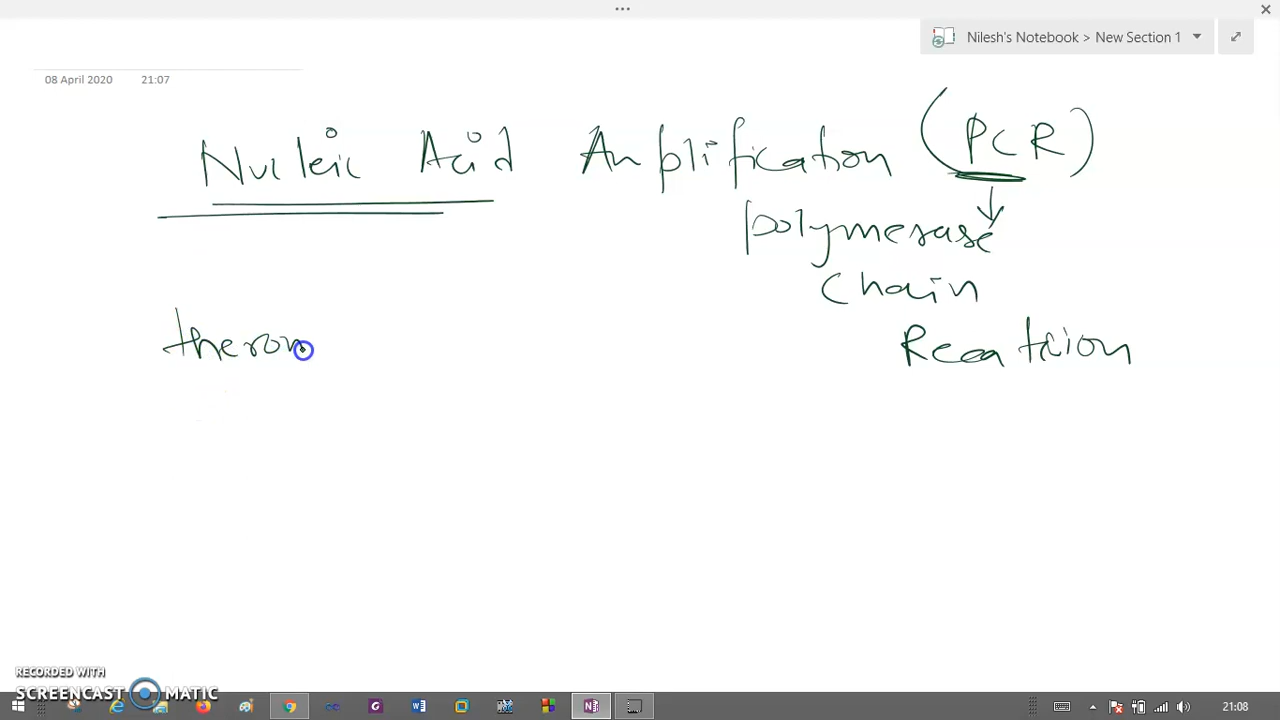 Nilesh's Notebook > New Section 1
08 April 2020 21:07
Nucleic Acid Amplification (PCR)
polymerase
Chain
Reaction
therom
RECORDED WITH
SCREENCAST MATIC
21:08